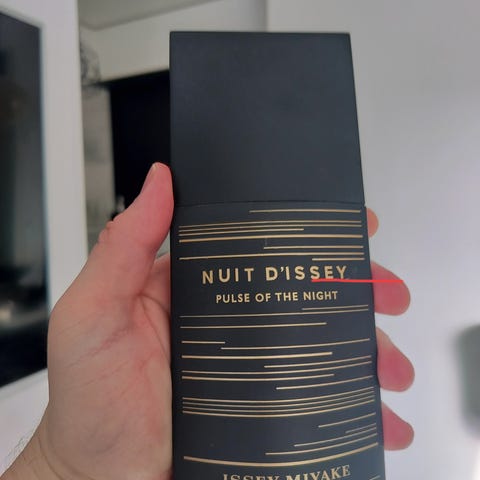 NUIT D'ISSEY
PULSE OF THE NIGHT
ISSEY MIYAKE